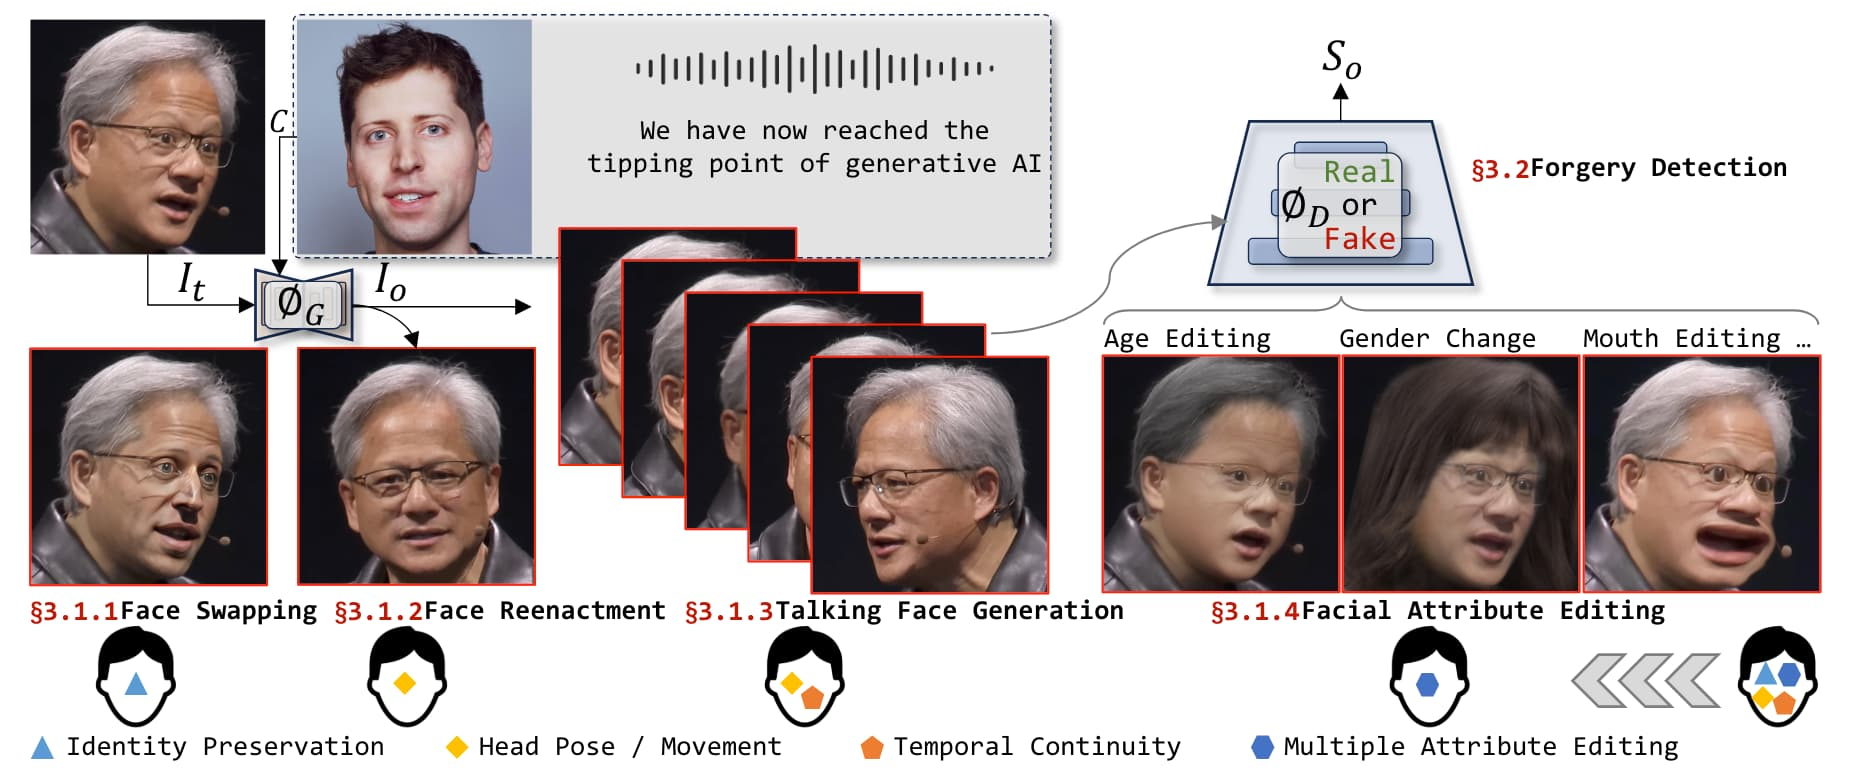 C
We have now reached the
tipping point of generative AI
I_t
∅_G
I_o
S_o
Real
∅_D or
Fake
§3.2Forgery Detection
Age Editing
Gender Change
Mouth Editing …
§3.1.1Face Swapping
§3.1.2Face Reenactment
§3.1.3Talking Face Generation
§3.1.4Facial Attribute Editing
Identity Preservation
Head Pose / Movement
Temporal Continuity
Multiple Attribute Editing